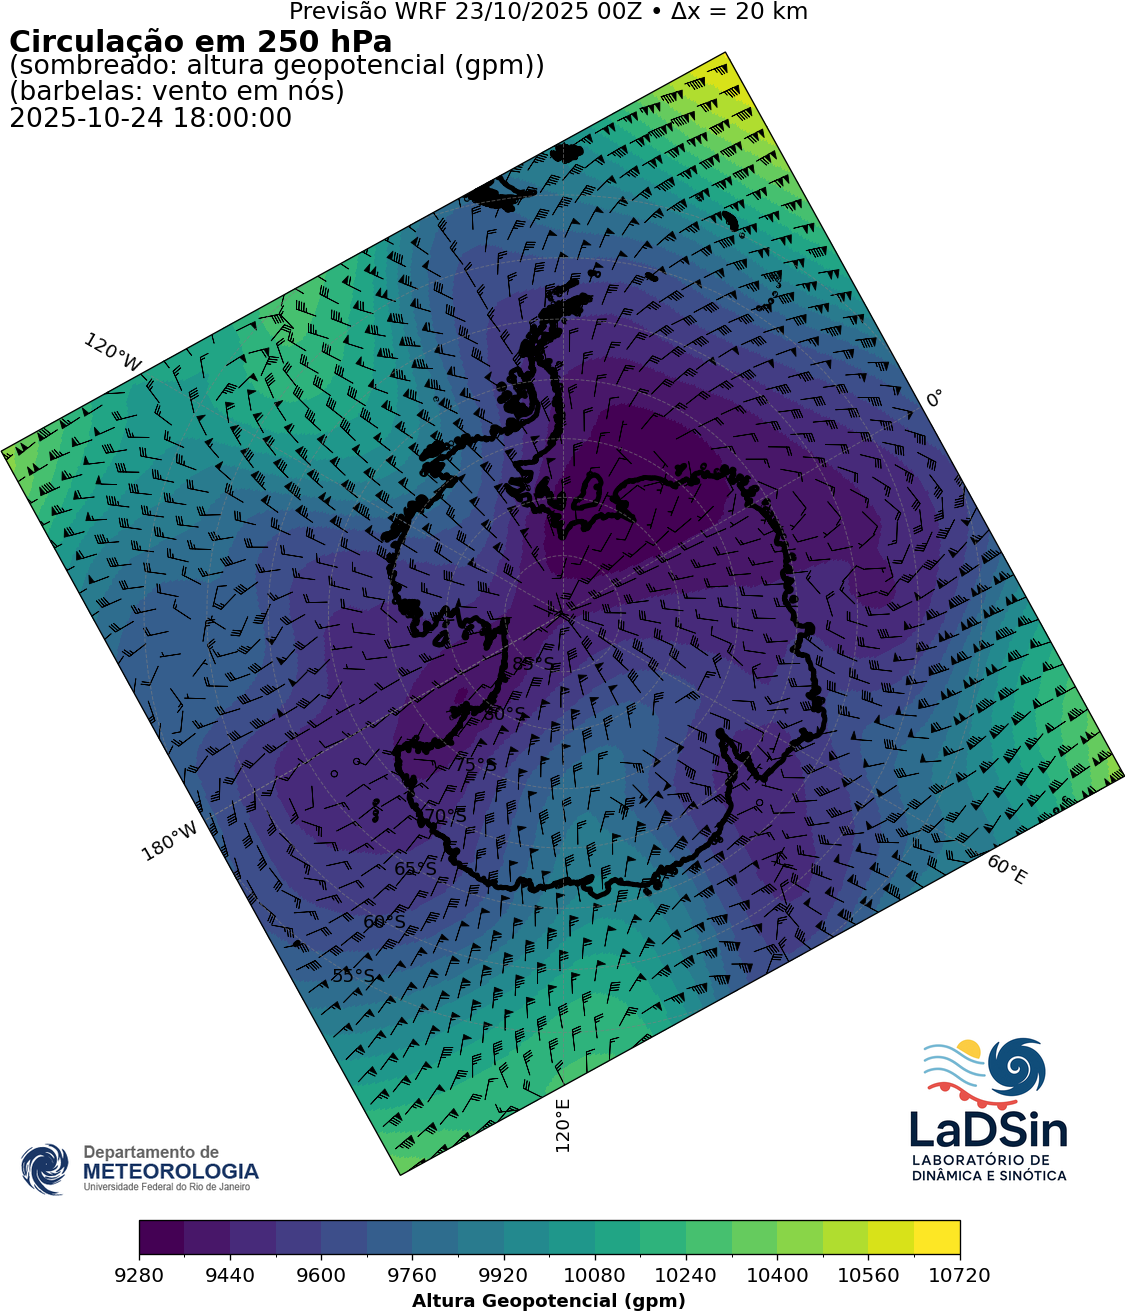 Previsão WRF 23/10/2025 00Z • Δx = 20 km
Circulação em 250 hPa
(sombreado: altura geopotencial (gpm))
(barbelas: vento em nós)
2025-10-24 18:00:00
120°W
0°
85°S
80°S
75°S
70°S
180°W
65°S
60°E
60°S
55°S
120°E
LaDSin
LABORATÓRIO DE
DINÂMICA E SINÓTICA
Departamento de
METEOROLOGIA
Universidade Federal do Rio de Janeiro
9280 9440 9600 9760 9920 10080 10240 10400 10560 10720
Altura Geopotencial (gpm)